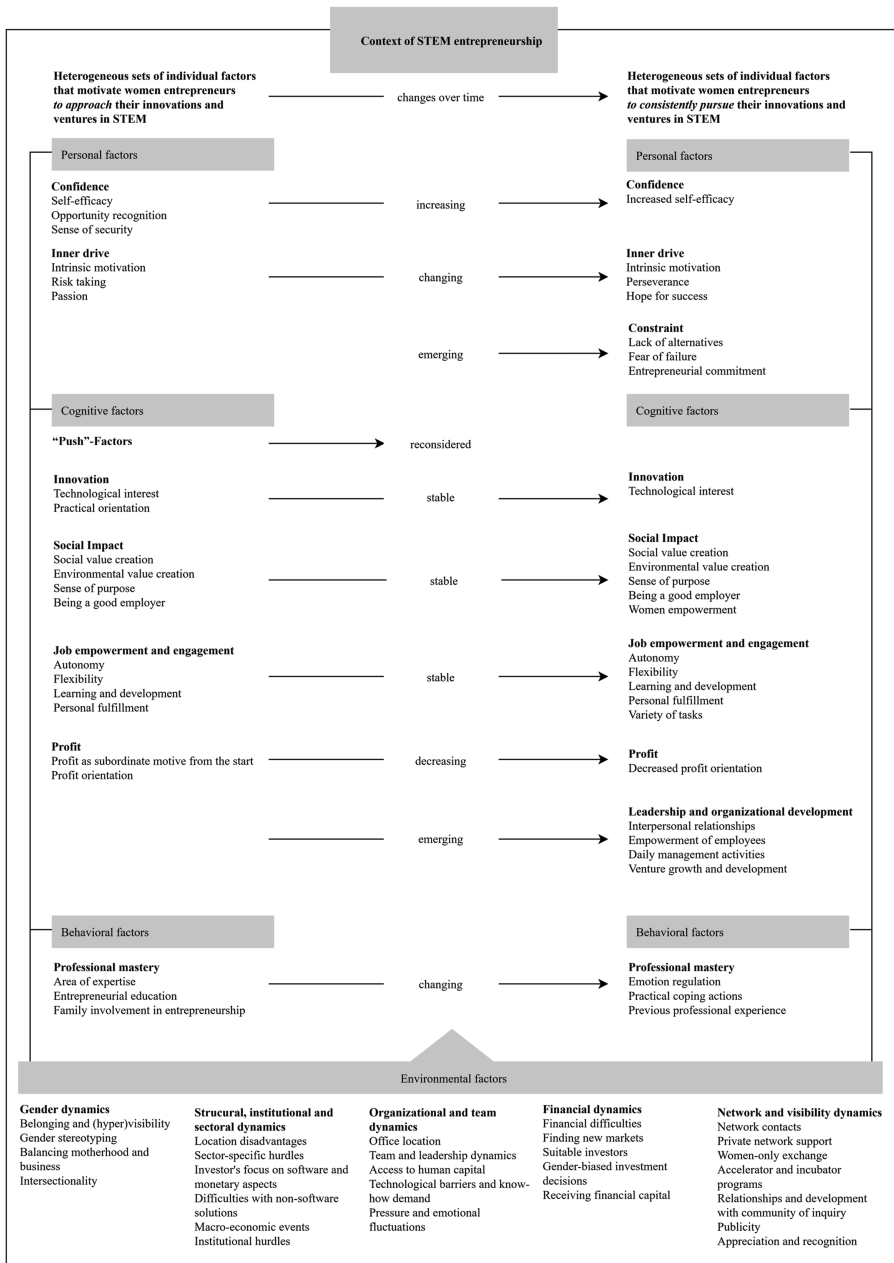 Context of STEM entrepreneurship
Heterogeneous sets of individual factors
that motivate women entrepreneurs
to approach their innovations and
ventures in STEM
changes over time
Heterogeneous sets of individual factors
that motivate women entrepreneurs
to consistently pursue their innovations and
ventures in STEM
Personal factors
Personal factors
Confidence
Self-efficacy
Opportunity recognition
Sense of security
increasing
Confidence
Increased self-efficacy
Inner drive
Intrinsic motivation
Risk taking
Passion
changing
Inner drive
Intrinsic motivation
Perseverance
Hope for success
emerging
Constraint
Lack of alternatives
Fear of failure
Entrepreneurial commitment
Cognitive factors
Cognitive factors
“Push”-Factors
reconsidered
Innovation
Technological interest
Practical orientation
stable
Innovation
Technological interest
Social Impact
Social value creation
Environmental value creation
Sense of purpose
Being a good employer
stable
Social Impact
Social value creation
Environmental value creation
Sense of purpose
Being a good employer
Women empowerment
Job empowerment and engagement
Autonomy
Flexibility
Learning and development
Personal fulfillment
stable
Job empowerment and engagement
Autonomy
Flexibility
Learning and development
Personal fulfillment
Variety of tasks
Profit
Profit as subordinate motive from the start
Profit orientation
decreasing
Profit
Decreased profit orientation
emerging
Leadership and organizational development
Interpersonal relationships
Empowerment of employees
Daily management activities
Venture growth and development
Behavioral factors
Behavioral factors
Professional mastery
Area of expertise
Entrepreneurial education
Family involvement in entrepreneurship
changing
Professional mastery
Emotion regulation
Practical coping actions
Previous professional experience
Environmental factors
Gender dynamics
Belonging and (hyper)visibility
Gender stereotyping
Balancing motherhood and
business
Intersectionality
Strucural, institutional and
sectoral dynamics
Location disadvantages
Sector-specific hurdles
Investor's focus on software and
monetary aspects
Difficulties with non-software
solutions
Macro-economic events
Institutional hurdles
Organizational and team
dynamics
Office location
Team and leadership dynamics
Access to human capital
Technological barriers and know-
how demand
Pressure and emotional
fluctuations
Financial dynamics
Financial difficulties
Finding new markets
Suitable investors
Gender-biased investment
decisions
Receiving financial capital
Network and visibility dynamics
Network contacts
Private network support
Women-only exchange
Accelerator and incubator
programs
Relationships and development
with community of inquiry
Publicity
Appreciation and recognition